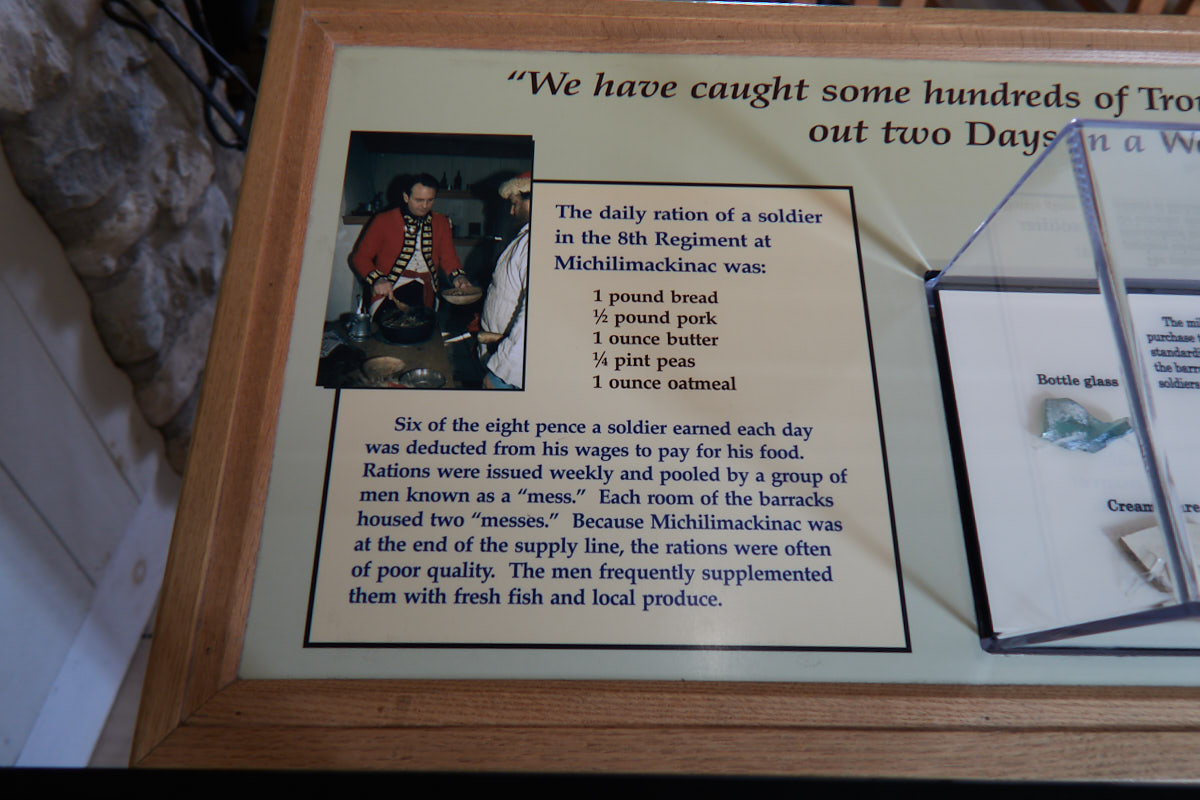 “We have caught some hundreds of
out two Days in a
The daily ration of a soldier
in the 8th Regiment at
Michilimackinac was:
1 pound bread
½ pound pork
1 ounce butter
¼ pint peas
1 ounce oatmeal
Six of the eight pence a soldier earned each day
was deducted from his wages to pay for his food.
Rations were issued weekly and pooled by a group of
men known as a “mess.” Each room of the barracks
housed two “messes.” Because Michilimackinac was
at the end of the supply line, the rations were often
of poor quality. The men frequently supplemented
them with fresh fish and local produce.
The
purchase
the
soldiers
Bottle glass